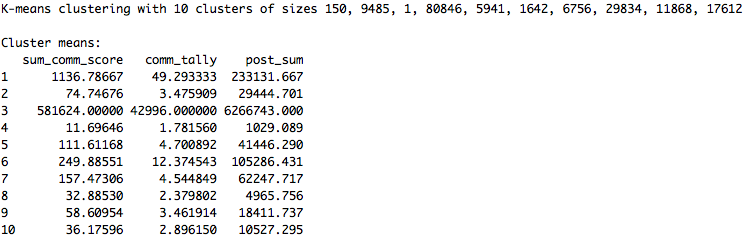 K-means clustering with 10 clusters of sizes 150, 9485, 1, 80846, 5941, 1642, 6756, 29834, 11868, 17612
Cluster means:
sum_comm_score comm_tally post_sum
1 1136.78667 49.293333 233131.667
2 74.74676 3.475909 29444.701
3 581624.00000 42996.000000 6266743.000
4 11.69646 1.781560 1029.089
5 111.61168 4.700892 41446.290
6 249.88551 12.374543 105286.431
7 157.47306 4.544849 62247.717
8 32.88530 2.379802 4965.756
9 58.60954 3.461914 18411.737
10 36.17596 2.896150 10527.295